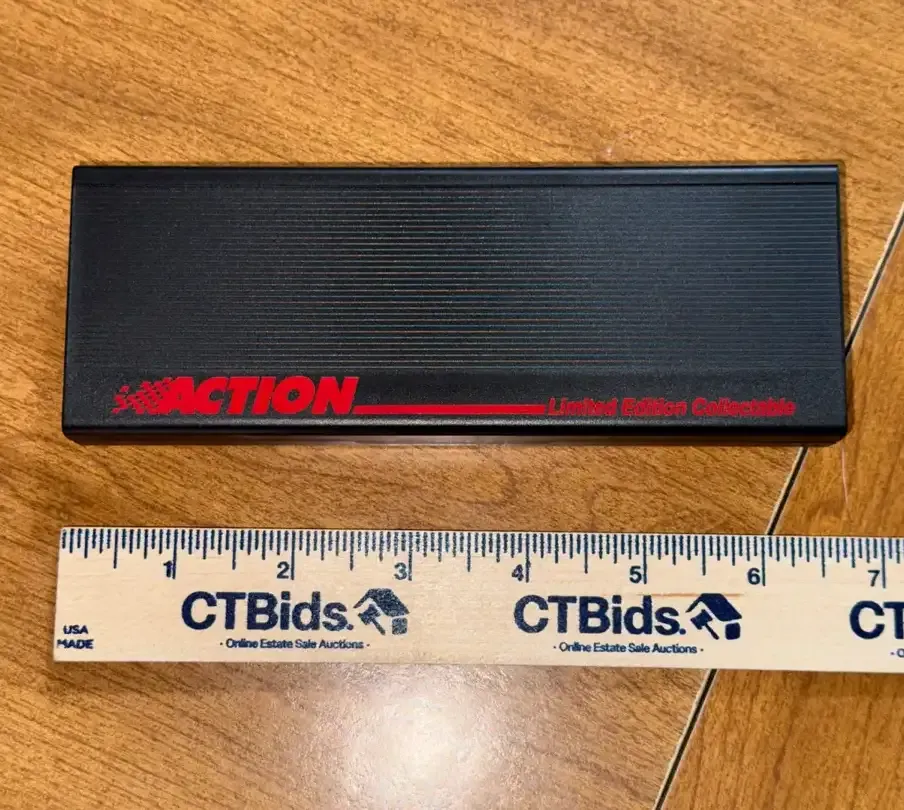 ACTION Limited Edition Collectable
1 2 3 4 5 6 7
CTBids. CTBids. CT
USA
MADE
· Online Estate Sale Auctions · · Online Estate Sale Auctions · · O